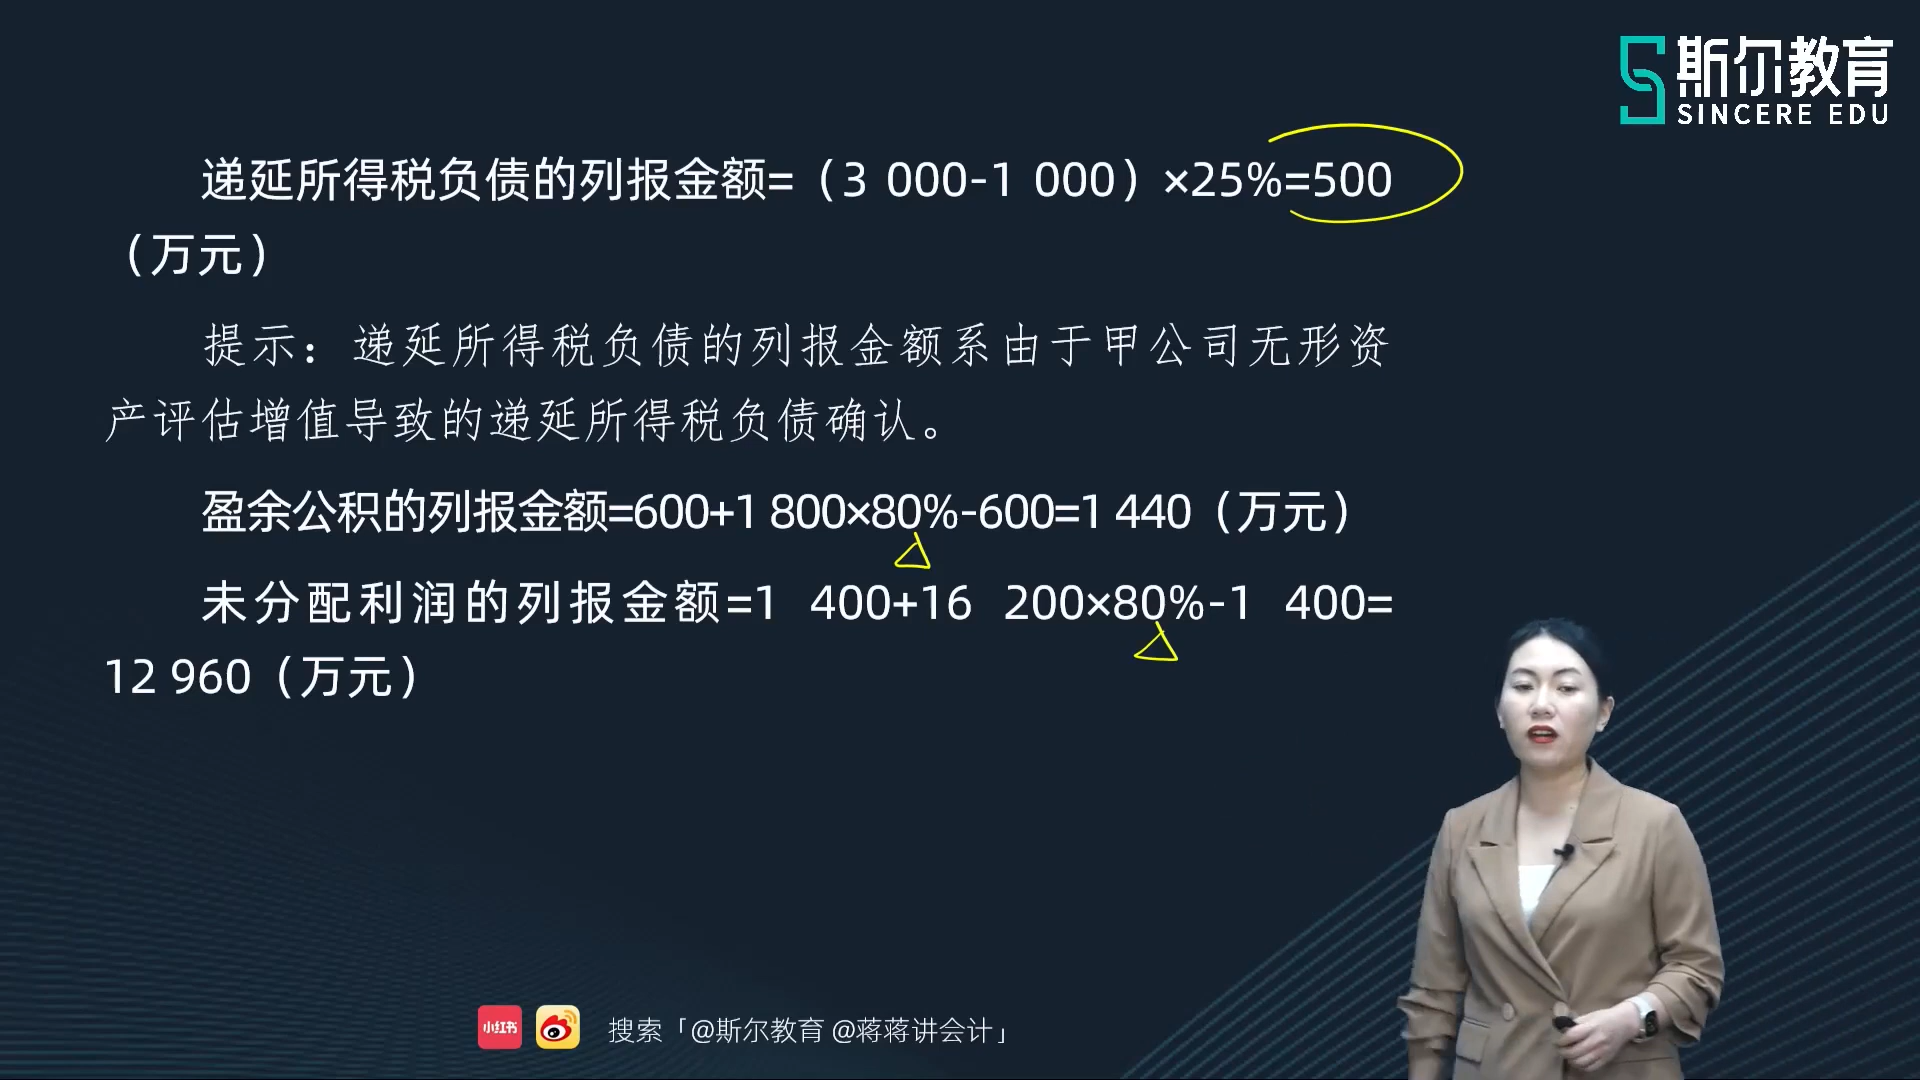 斯尔教育
SINCERE EDU
递延所得税负债的列报金额=（3 000-1 000）×25%=500
（万元）
提示：递延所得税负债的列报金额系由于甲公司无形资
产评估增值导致的递延所得税负债确认。
盈余公积的列报金额=600+1 800×80%-600=1 440（万元）
未分配利润的列报金额=1 400+16 200×80%-1 400=
12 960（万元）
小红书 搜索「@斯尔教育 @蒋蒋讲会计」